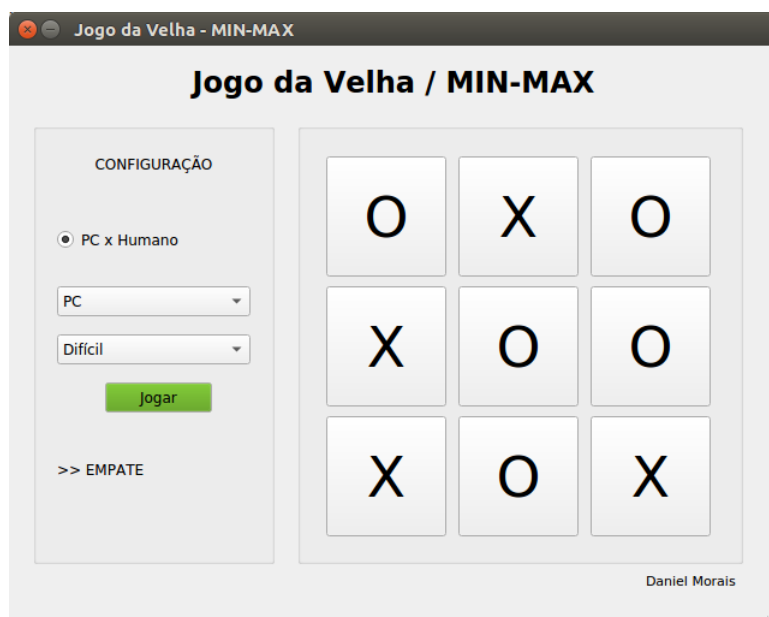 Jogo da Velha - MIN-MAX
Jogo da Velha / MIN-MAX
CONFIGURAÇÃO
PC x Humano
PC
Difícil
Jogar
>> EMPATE
O X O
X O O
X O X
Daniel Morais